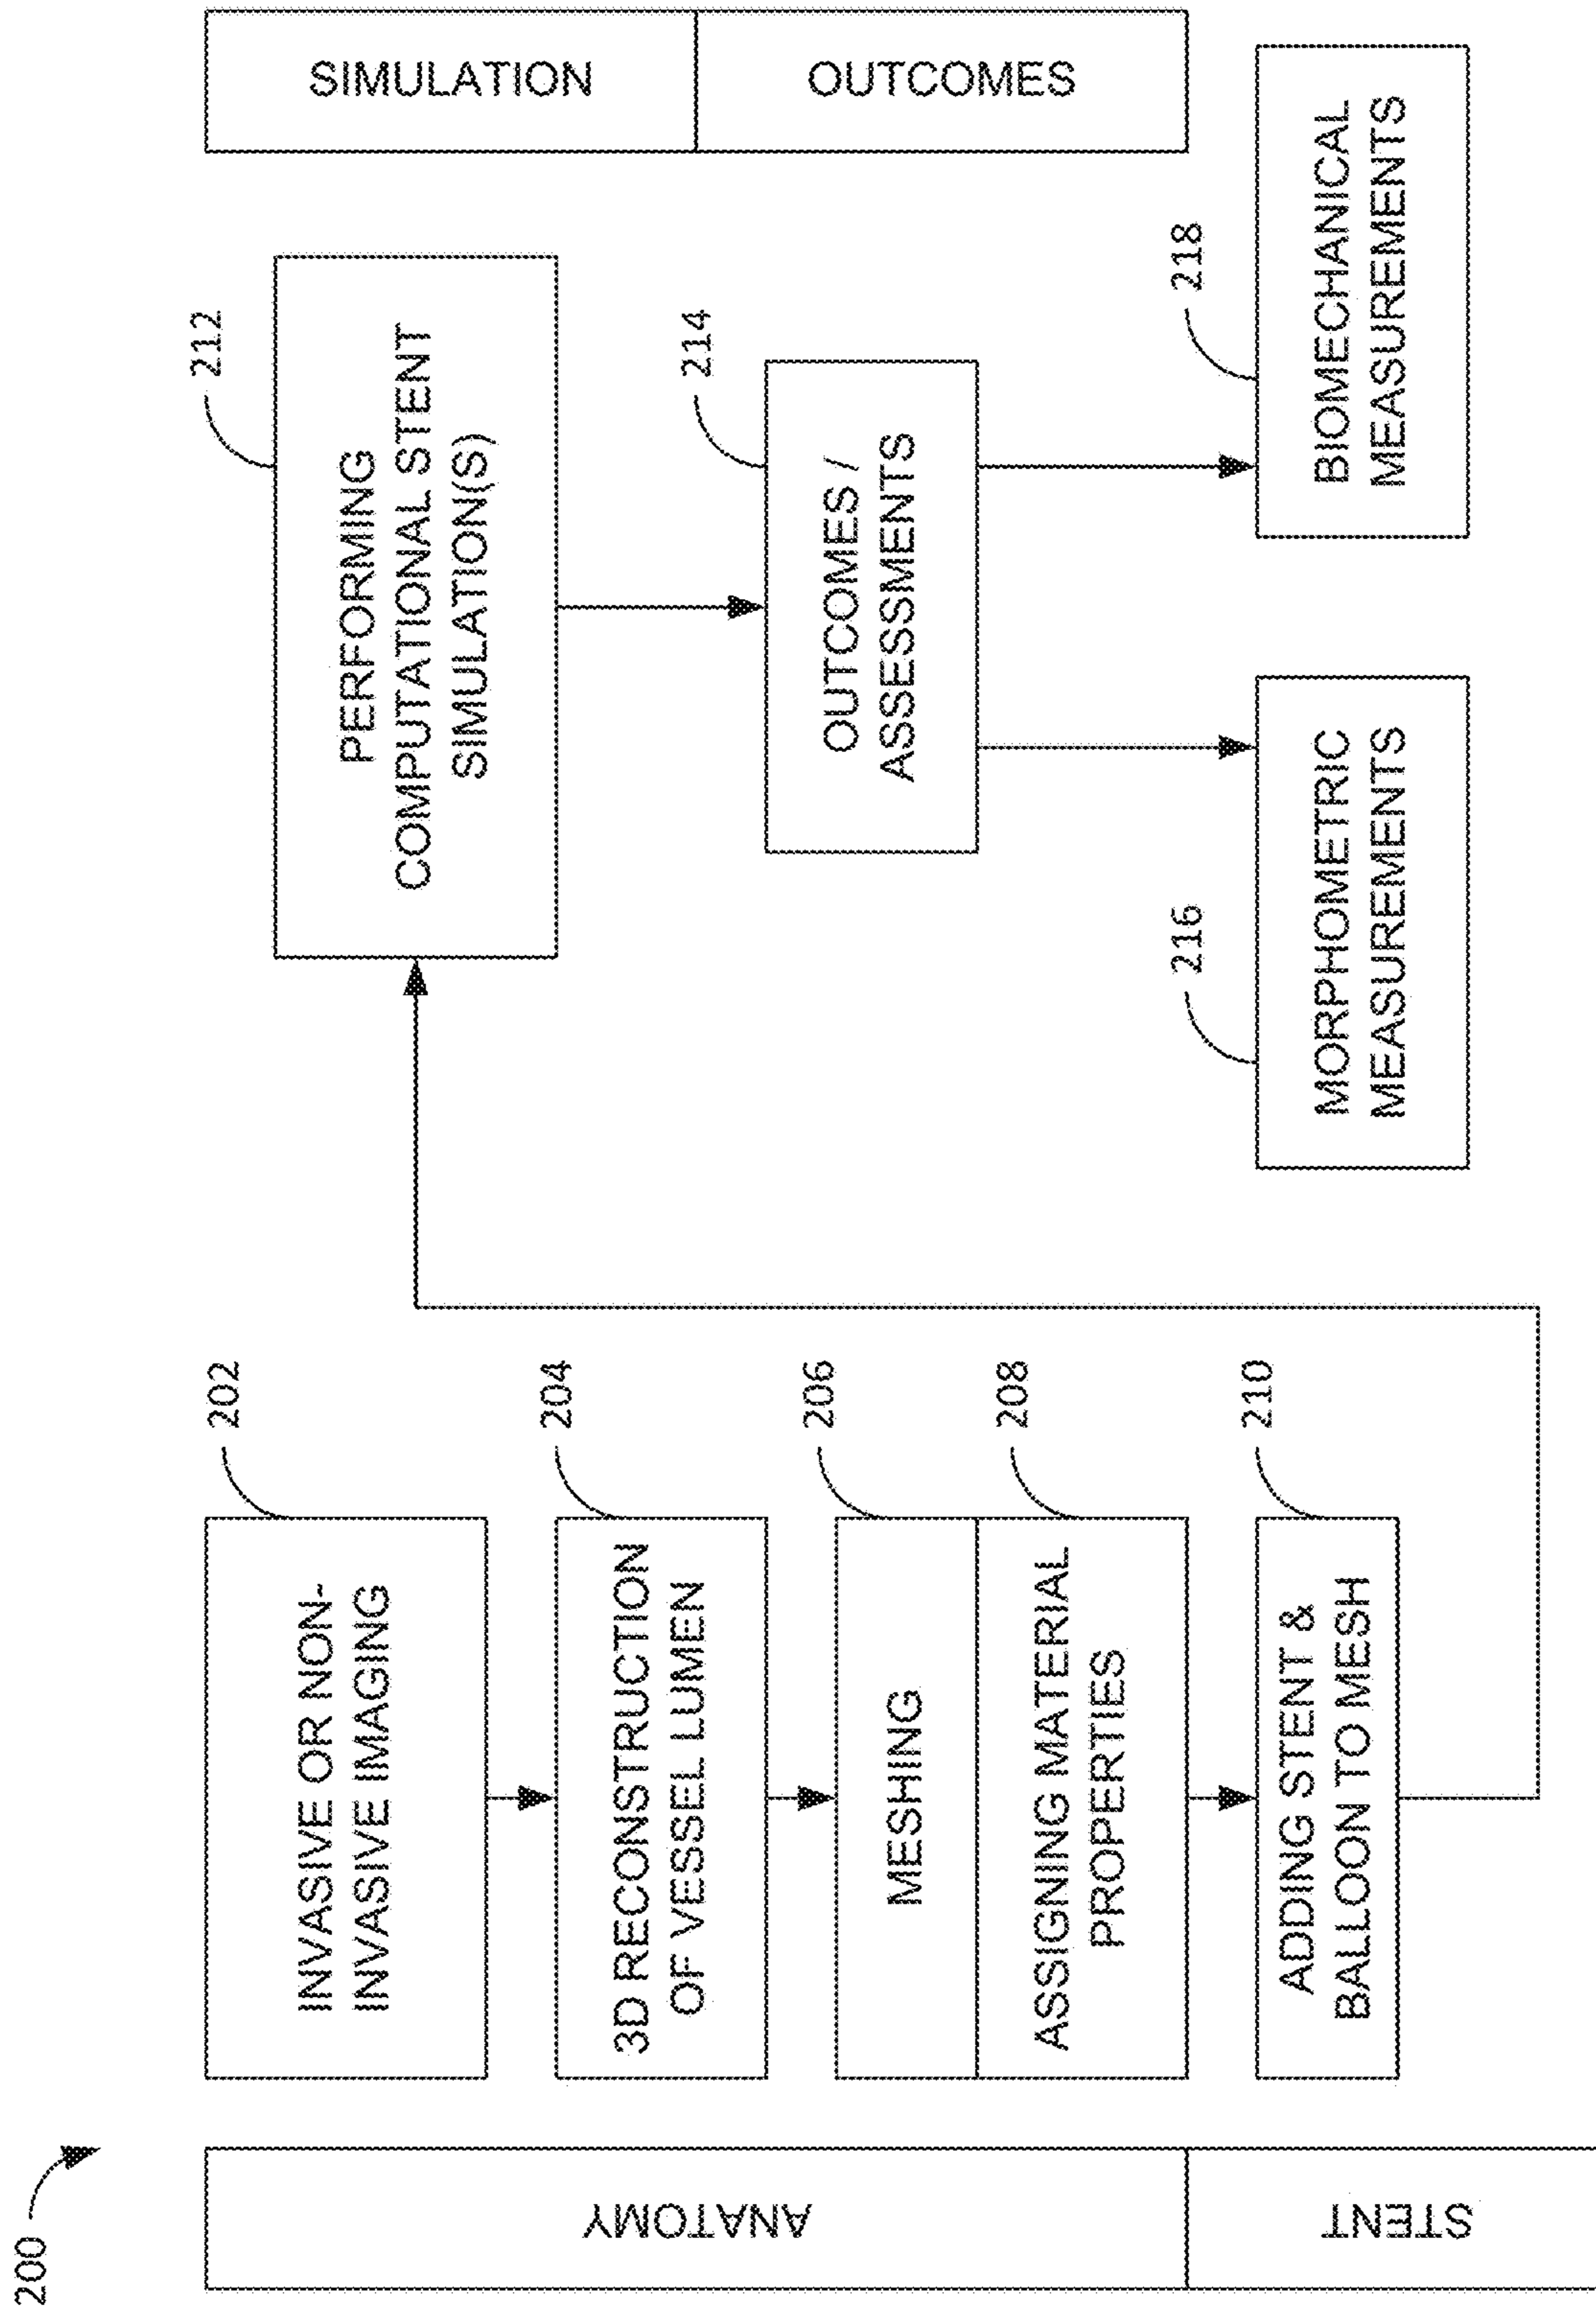 200
ANATOMY
STENT
202
INVASIVE OR NON-
INVASIVE IMAGING
204
3D RECONSTRUCTION
OF VESSEL LUMEN
206
MESHING
208
ASSIGNING MATERIAL
PROPERTIES
210
ADDING STENT &
BALLOON TO MESH
212
PERFORMING
COMPUTATIONAL STENT
SIMULATION(S)
214
OUTCOMES /
ASSESSMENTS
216
MORPHOMETRIC
MEASUREMENTS
218
BIOMECHANICAL
MEASUREMENTS
SIMULATION
OUTCOMES